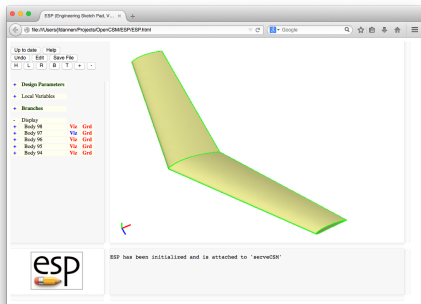 ESP (Engineering Sketch Pad, V...
file:///Users/jfdannen/Projects/OpenCSM/ESP/ESP.html
Google
Up to date Help
Undo Edit Save File
H L R B T + -
+ Design Parameters
+ Local Variables
+ Branches
- Display
+ Body 98 Viz Grd
+ Body 97 Viz Grd
+ Body 96 Viz Grd
+ Body 95 Viz Grd
+ Body 94 Viz Grd
esp
ESP has been initialized and is attached to 'serveCSM'